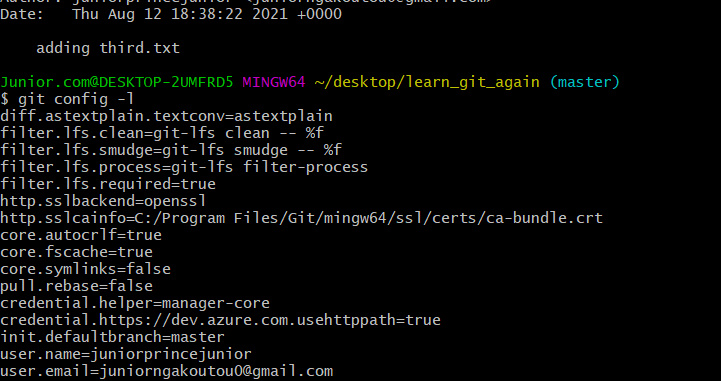 Date:   Thu Aug 12 18:38:22 2021 +0000
adding third.txt
Junior.com@DESKTOP-2UMFRD5 MINGW64 ~/desktop/learn_git_again (master)
$ git config -l
diff.astextplain.textconv=astextplain
filter.lfs.clean=git-lfs clean -- %f
filter.lfs.smudge=git-lfs smudge -- %f
filter.lfs.process=git-lfs filter-process
filter.lfs.required=true
http.sslbackend=openssl
http.sslcainfo=C:/Program Files/Git/mingw64/ssl/certs/ca-bundle.crt
core.autocrlf=true
core.fscache=true
core.symlinks=false
pull.rebase=false
credential.helper=manager-core
credential.https://dev.azure.com.usehttppath=true
init.defaultbranch=master
user.name=juniorprincejunior
user.email=juniorngakoutou0@gmail.com